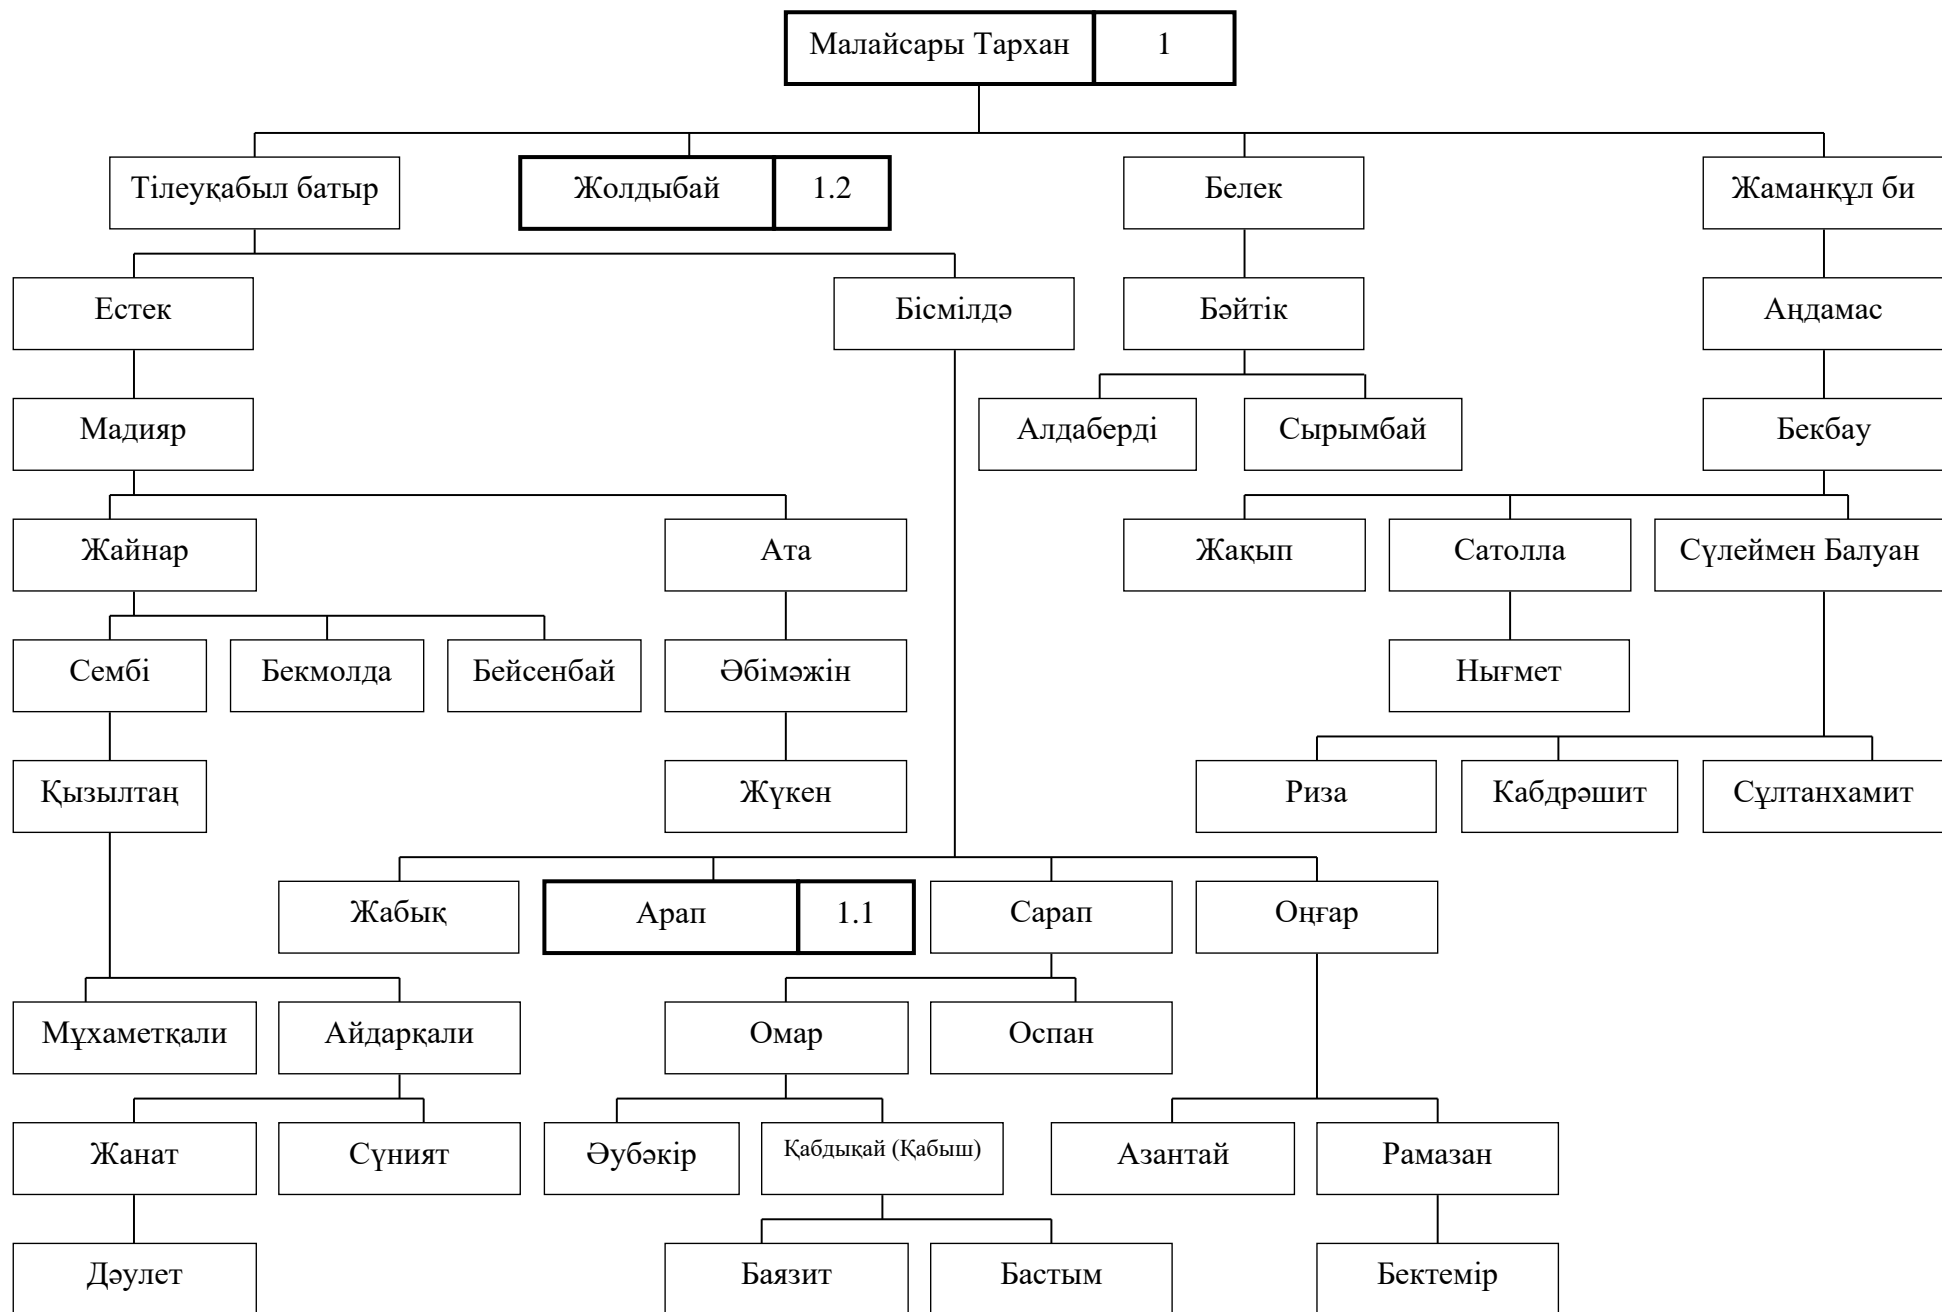 Малайсары Тархан 1
Тілеуқабыл батыр Жолдыбай 1.2 Белек Жаманқұл би
Естек Бісмілдә Бәйтік Аңдамас
Мадияр Алдаберді Сырымбай Бекбау
Жайнар Ата Жақып Сатолла Сүлеймен Балуан
Сембі Бекмолда Бейсенбай Әбімәжін Нығмет
Қызылтаң Жүкен Риза Кабдрәшит Сұлтанхамит
Жабық Арап 1.1 Сарап Оңғар
Мұхаметқали Айдарқали Омар Оспан
Жанат Сүният Әубәкір Қабдықай (Қабыш) Азантай Рамазан
Дәулет Баязит Бастым Бектемір